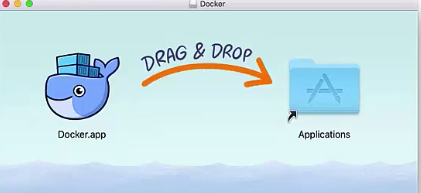 Docker
DRAG & DROP
Docker.app
Applications